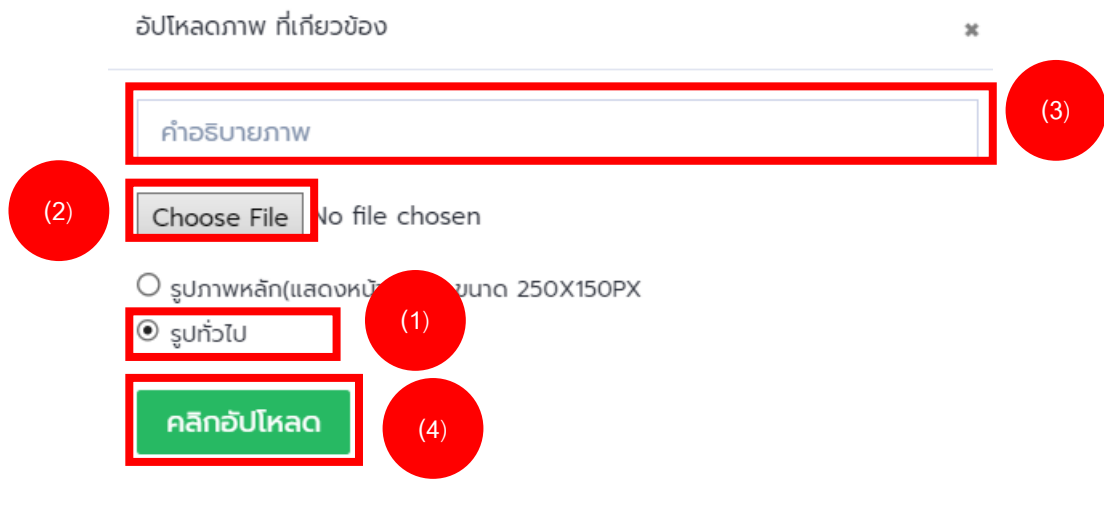 อัปโหลดภาพ ที่เกี่ยวข้อง
คำอธิบายภาพ
(3)
(2)
Choose File No file chosen
รูปภาพหลัก(แสดงหน้า ขนาด 250X150PX
(1)
รูปทั่วไป
คลิกอัปโหลด
(4)